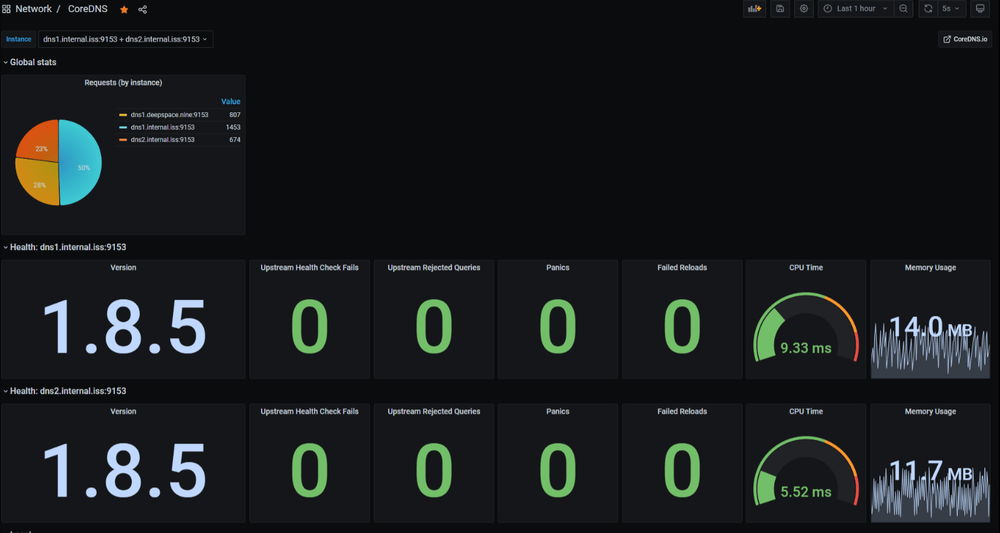 Network / CoreDNS
Last 1 hour 5s
Instance dns1.internal.iss:9153 + dns2.internal.iss:9153 CoreDNS.io
Global stats
Requests (by instance)
Value
dns1.deepspace.nine:9153 807
dns1.internal.iss:9153 1453
dns2.internal.iss:9153 674
23%
50%
28%
Health: dns1.internal.iss:9153
Version Upstream Health Check Fails Upstream Rejected Queries Panics Failed Reloads CPU Time Memory Usage
1.8.5 0 0 0 0 9.33 ms 14.0 MB
Health: dns2.internal.iss:9153
Version Upstream Health Check Fails Upstream Rejected Queries Panics Failed Reloads CPU Time Memory Usage
1.8.5 0 0 0 0 5.52 ms 11.7 MB